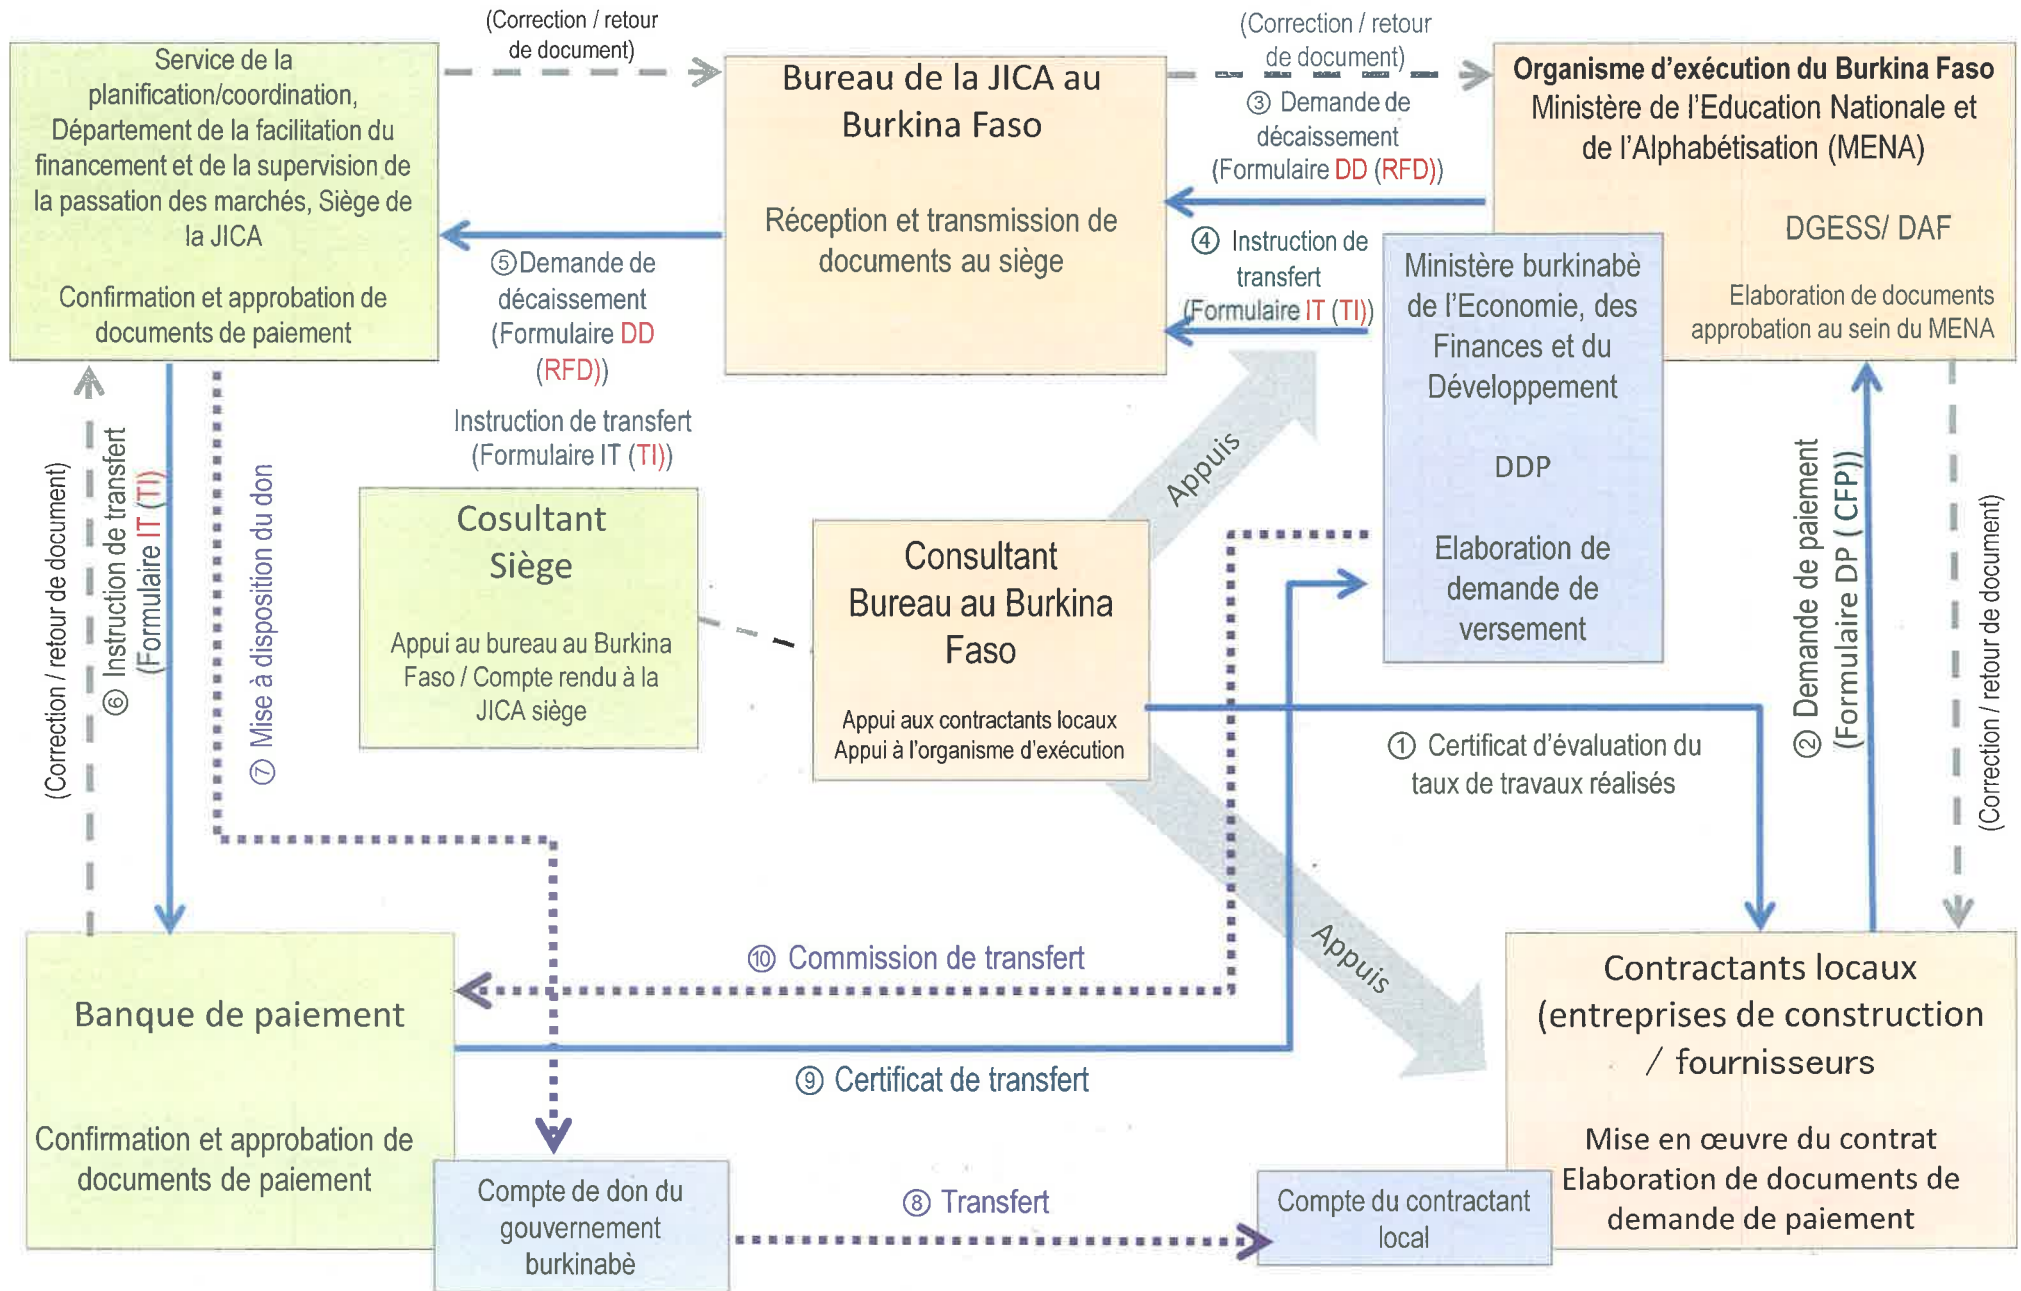 (Correction / retour
de document)
(Correction / retour
de document)
Service de la
planification/coordination,
Département de la facilitation du
financement et de la supervision de
la passation des marchés, Siège de
la JICA
Confirmation et approbation de
documents de paiement
Bureau de la JICA au
Burkina Faso
Réception et transmission de
documents au siège
③ Demande de
décaissement
(Formulaire DD (RFD))
④ Instruction de
transfert
(Formulaire IT (TI))
Organisme d'exécution du Burkina Faso
Ministère de l'Education Nationale et
de l'Alphabétisation (MENA)
DGESS/ DAF
Elaboration de documents
approbation au sein du MENA
Ministère burkinabè
de l'Economie, des
Finances et du
Développement
DDP
Elaboration de
demande de
versement
⑤Demande de
décaissement
(Formulaire DD
(RFD))
Instruction de transfert
(Formulaire IT (TI))
(Correction / retour de document)
⑥ Instruction de transfert
(Formulaire IT (TI)
⑦ Mise à disposition du don
Cosultant
Siège
Appui au bureau au Burkina
Faso / Compte rendu à la
JICA siège
Consultant
Bureau au Burkina
Faso
Appui aux contractants locaux
Appui à l'organisme d'exécution
Appuis
Appuis
① Certificat d'évaluation du
taux de travaux réalisés
② Demande de paiement
(Formulaire DP ( CFP))
(Correction / retour de document)
⑩ Commission de transfert
⑨ Certificat de transfert
Banque de paiement
Confirmation et approbation de
documents de paiement
Compte de don du
gouvernement
burkinabè
⑧ Transfert
Compte du contractant
local
Contractants locaux
(entreprises de construction
/ fournisseurs
Mise en œuvre du contrat
Elaboration de documents de
demande de paiement